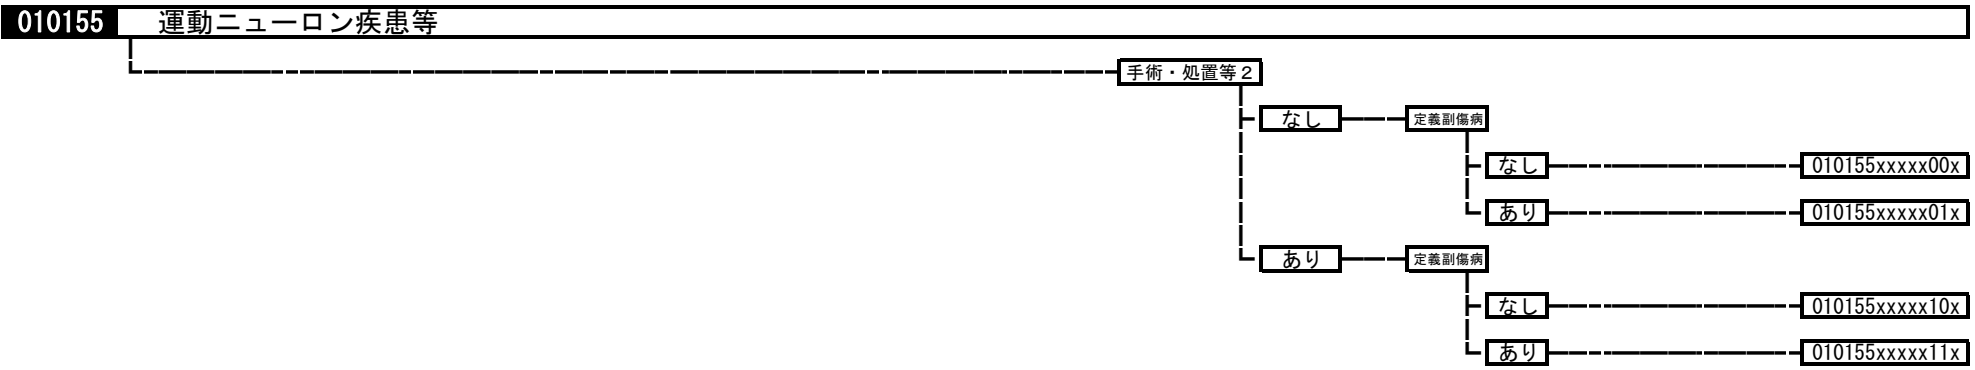 010155 運動ニューロン疾患等
手術・処置等２
なし 定義副傷病
なし 010155xxxxx00x
あり 010155xxxxx01x
あり 定義副傷病
なし 010155xxxxx10x
あり 010155xxxxx11x